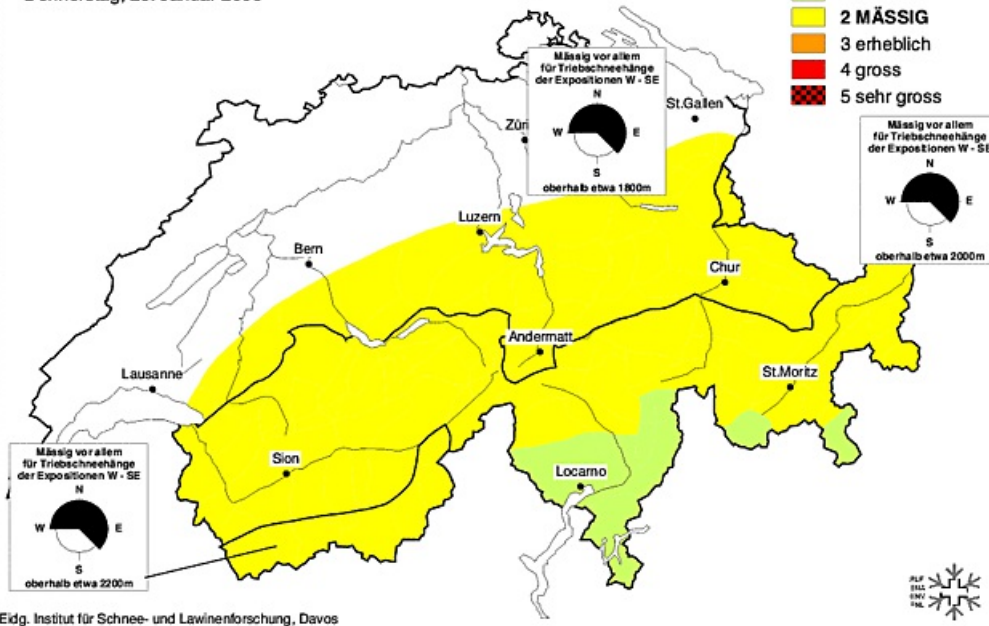 2 MÄSSIG
3 erheblich
4 gross
5 sehr gross
Mässig vor allem
für Triebschneehänge
der Expositionen W - SE
N
W E
S
oberhalb etwa 1800m
St.Gallen
Mässig vor allem
für Triebschneehänge
der Expositionen W - SE
N
W E
S
oberhalb etwa 2000m
Luzern
Bern
Chur
Andermatt
Lausanne
St.Moritz
Sion
Locarno
Mässig vor allem
für Triebschneehänge
der Expositionen W - SE
N
W E
S
oberhalb etwa 2200m
SLF
Eidg. Institut für Schnee- und Lawinenforschung, Davos